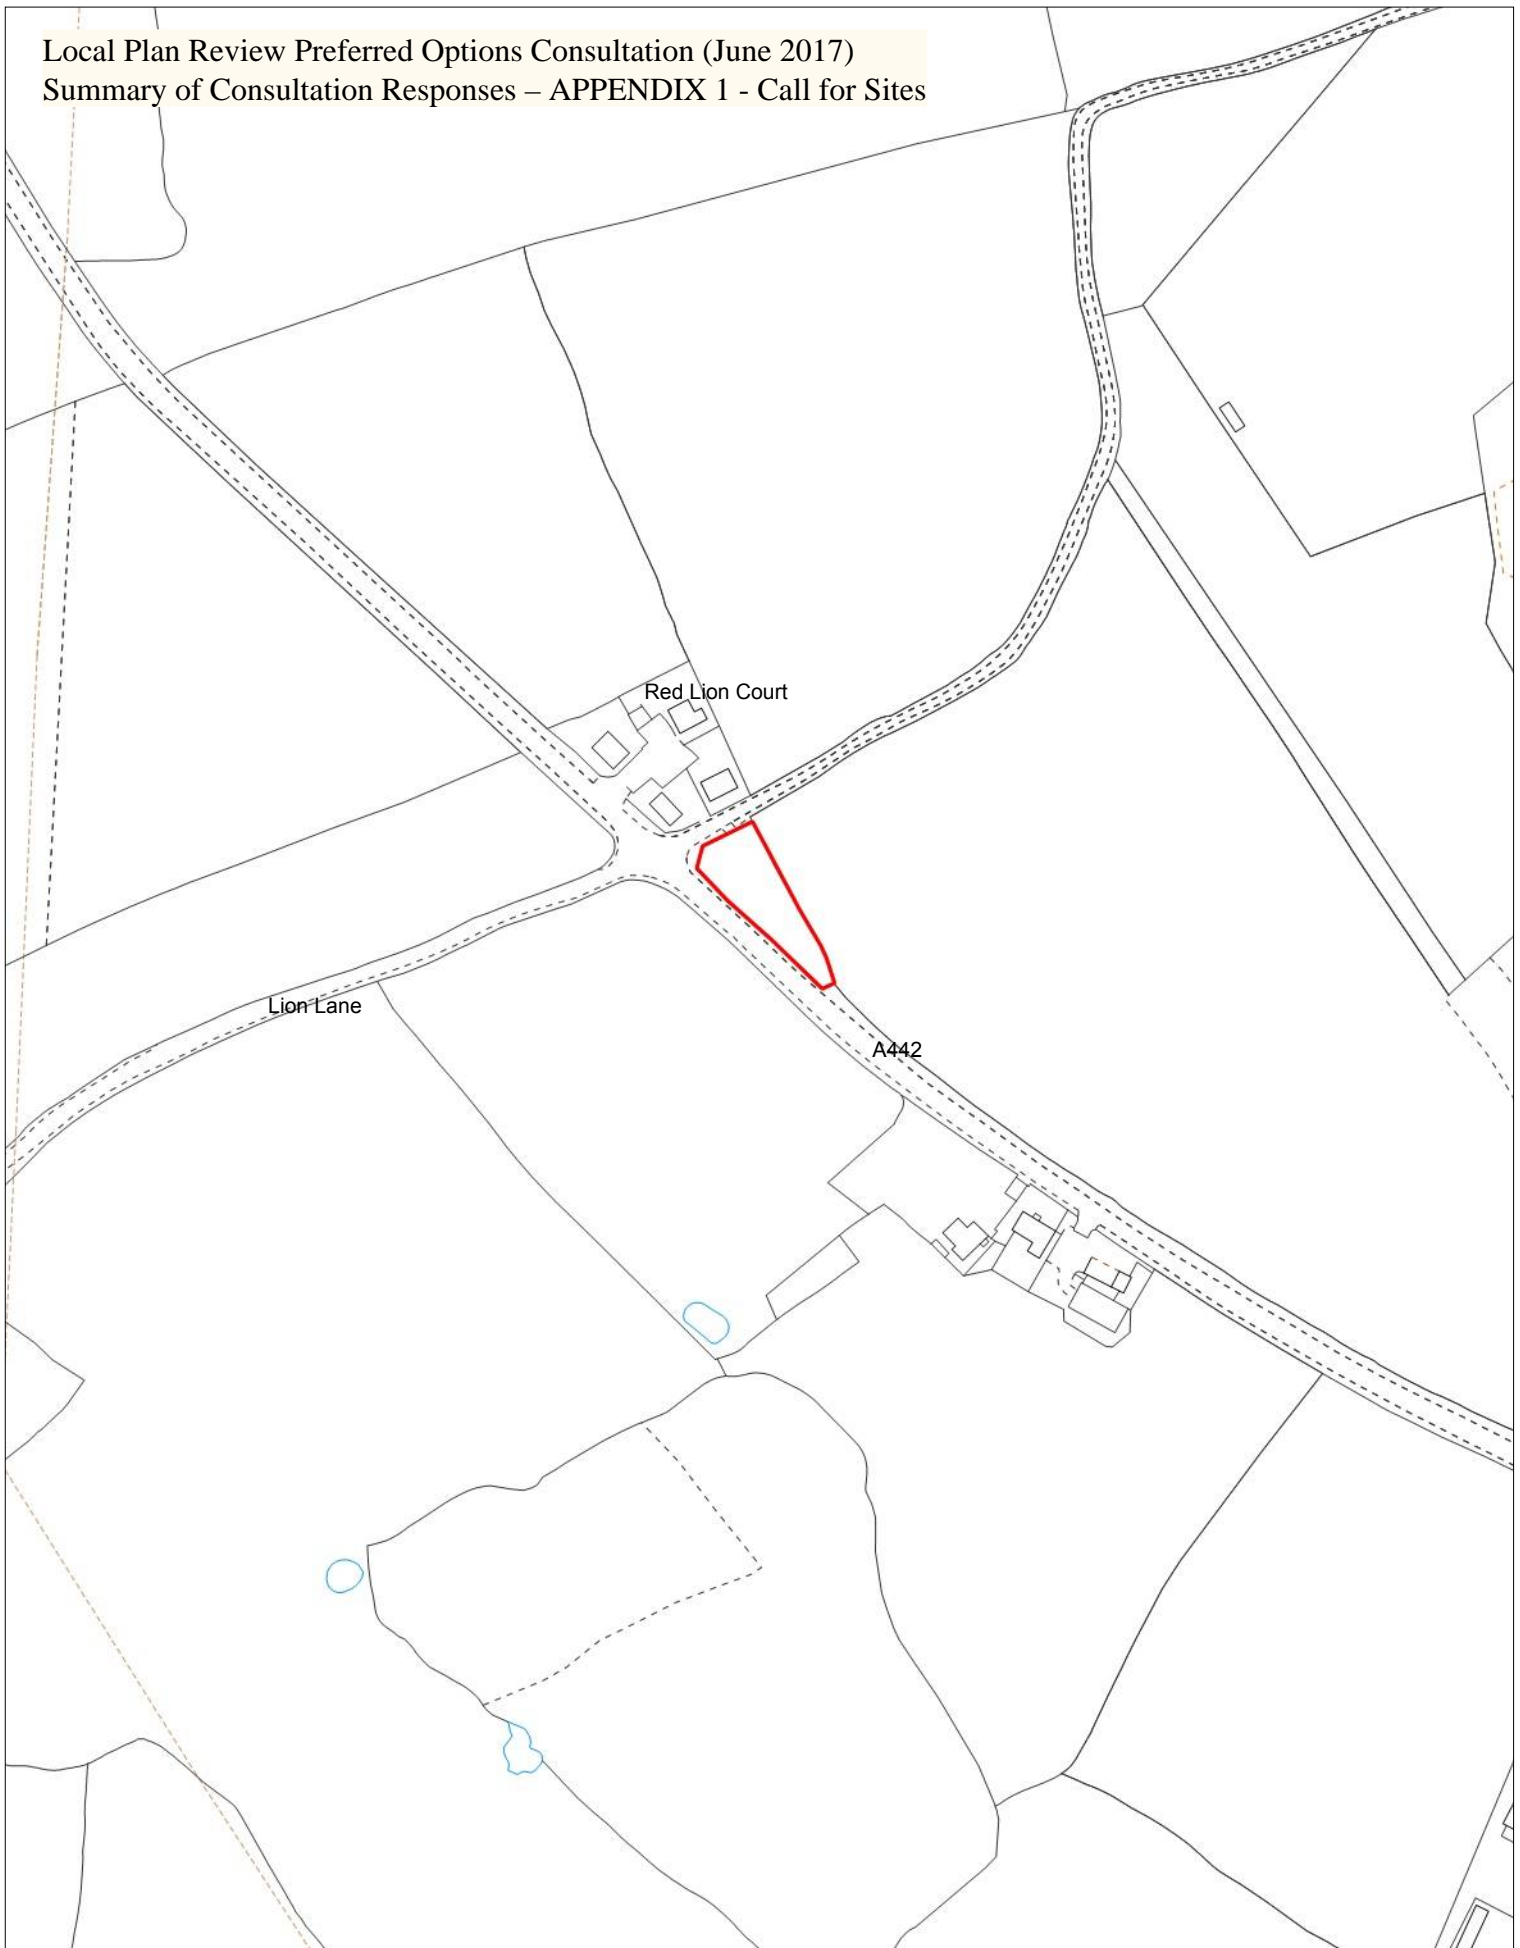 Local Plan Review Preferred Options Consultation (June 2017)
Summary of Consultation Responses – APPENDIX 1 - Call for Sites
Red Lion Court
Lion Lane
A442